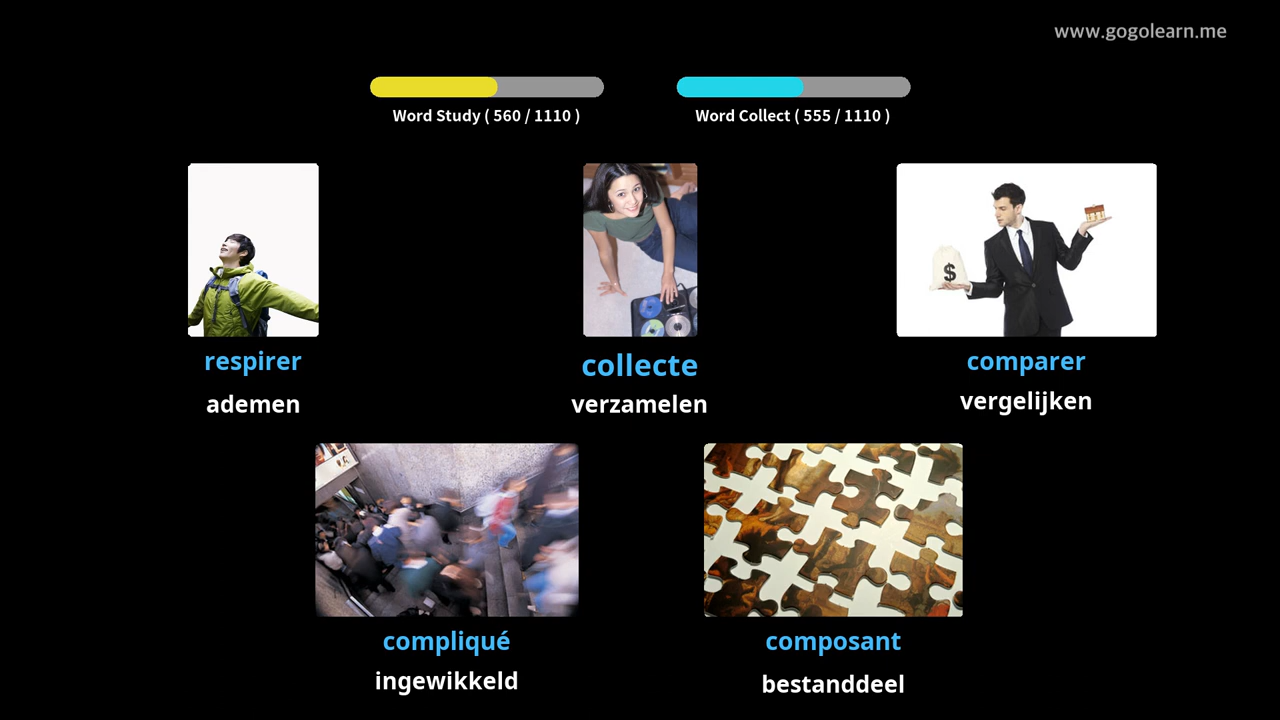 www.gogolearn.me
Word Study ( 560 / 1110 )
Word Collect ( 555 / 1110 )
$
respirer
ademen
collecte
verzamelen
comparer
vergelijken
compliqué
ingewikkeld
composant
bestanddeel